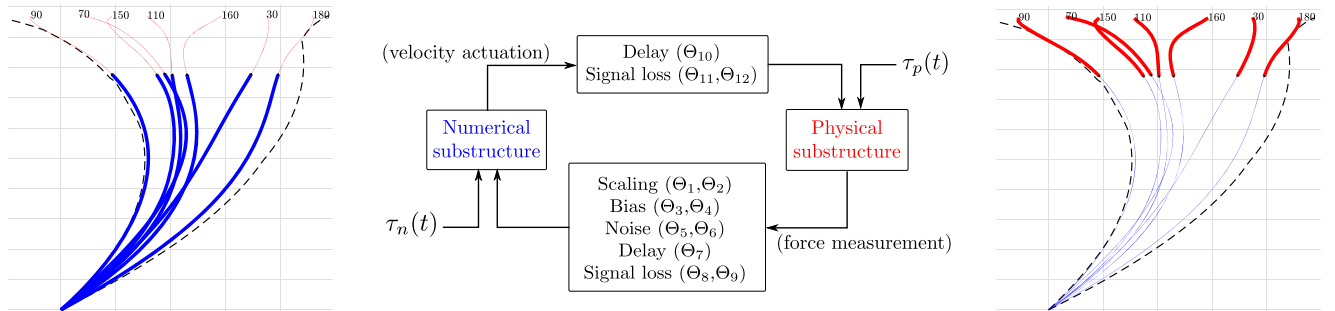 90 70 150 110 160 30 180
(velocity actuation)
Delay (Θ10)
Signal loss (Θ11,Θ12)
τp(t)
Numerical
substructure
Physical
substructure
Scaling (Θ1,Θ2)
Bias (Θ3,Θ4)
Noise (Θ5,Θ6)
Delay (Θ7)
Signal loss (Θ8,Θ9)
τn(t)
(force measurement)
90 70 150 110 160 30 180